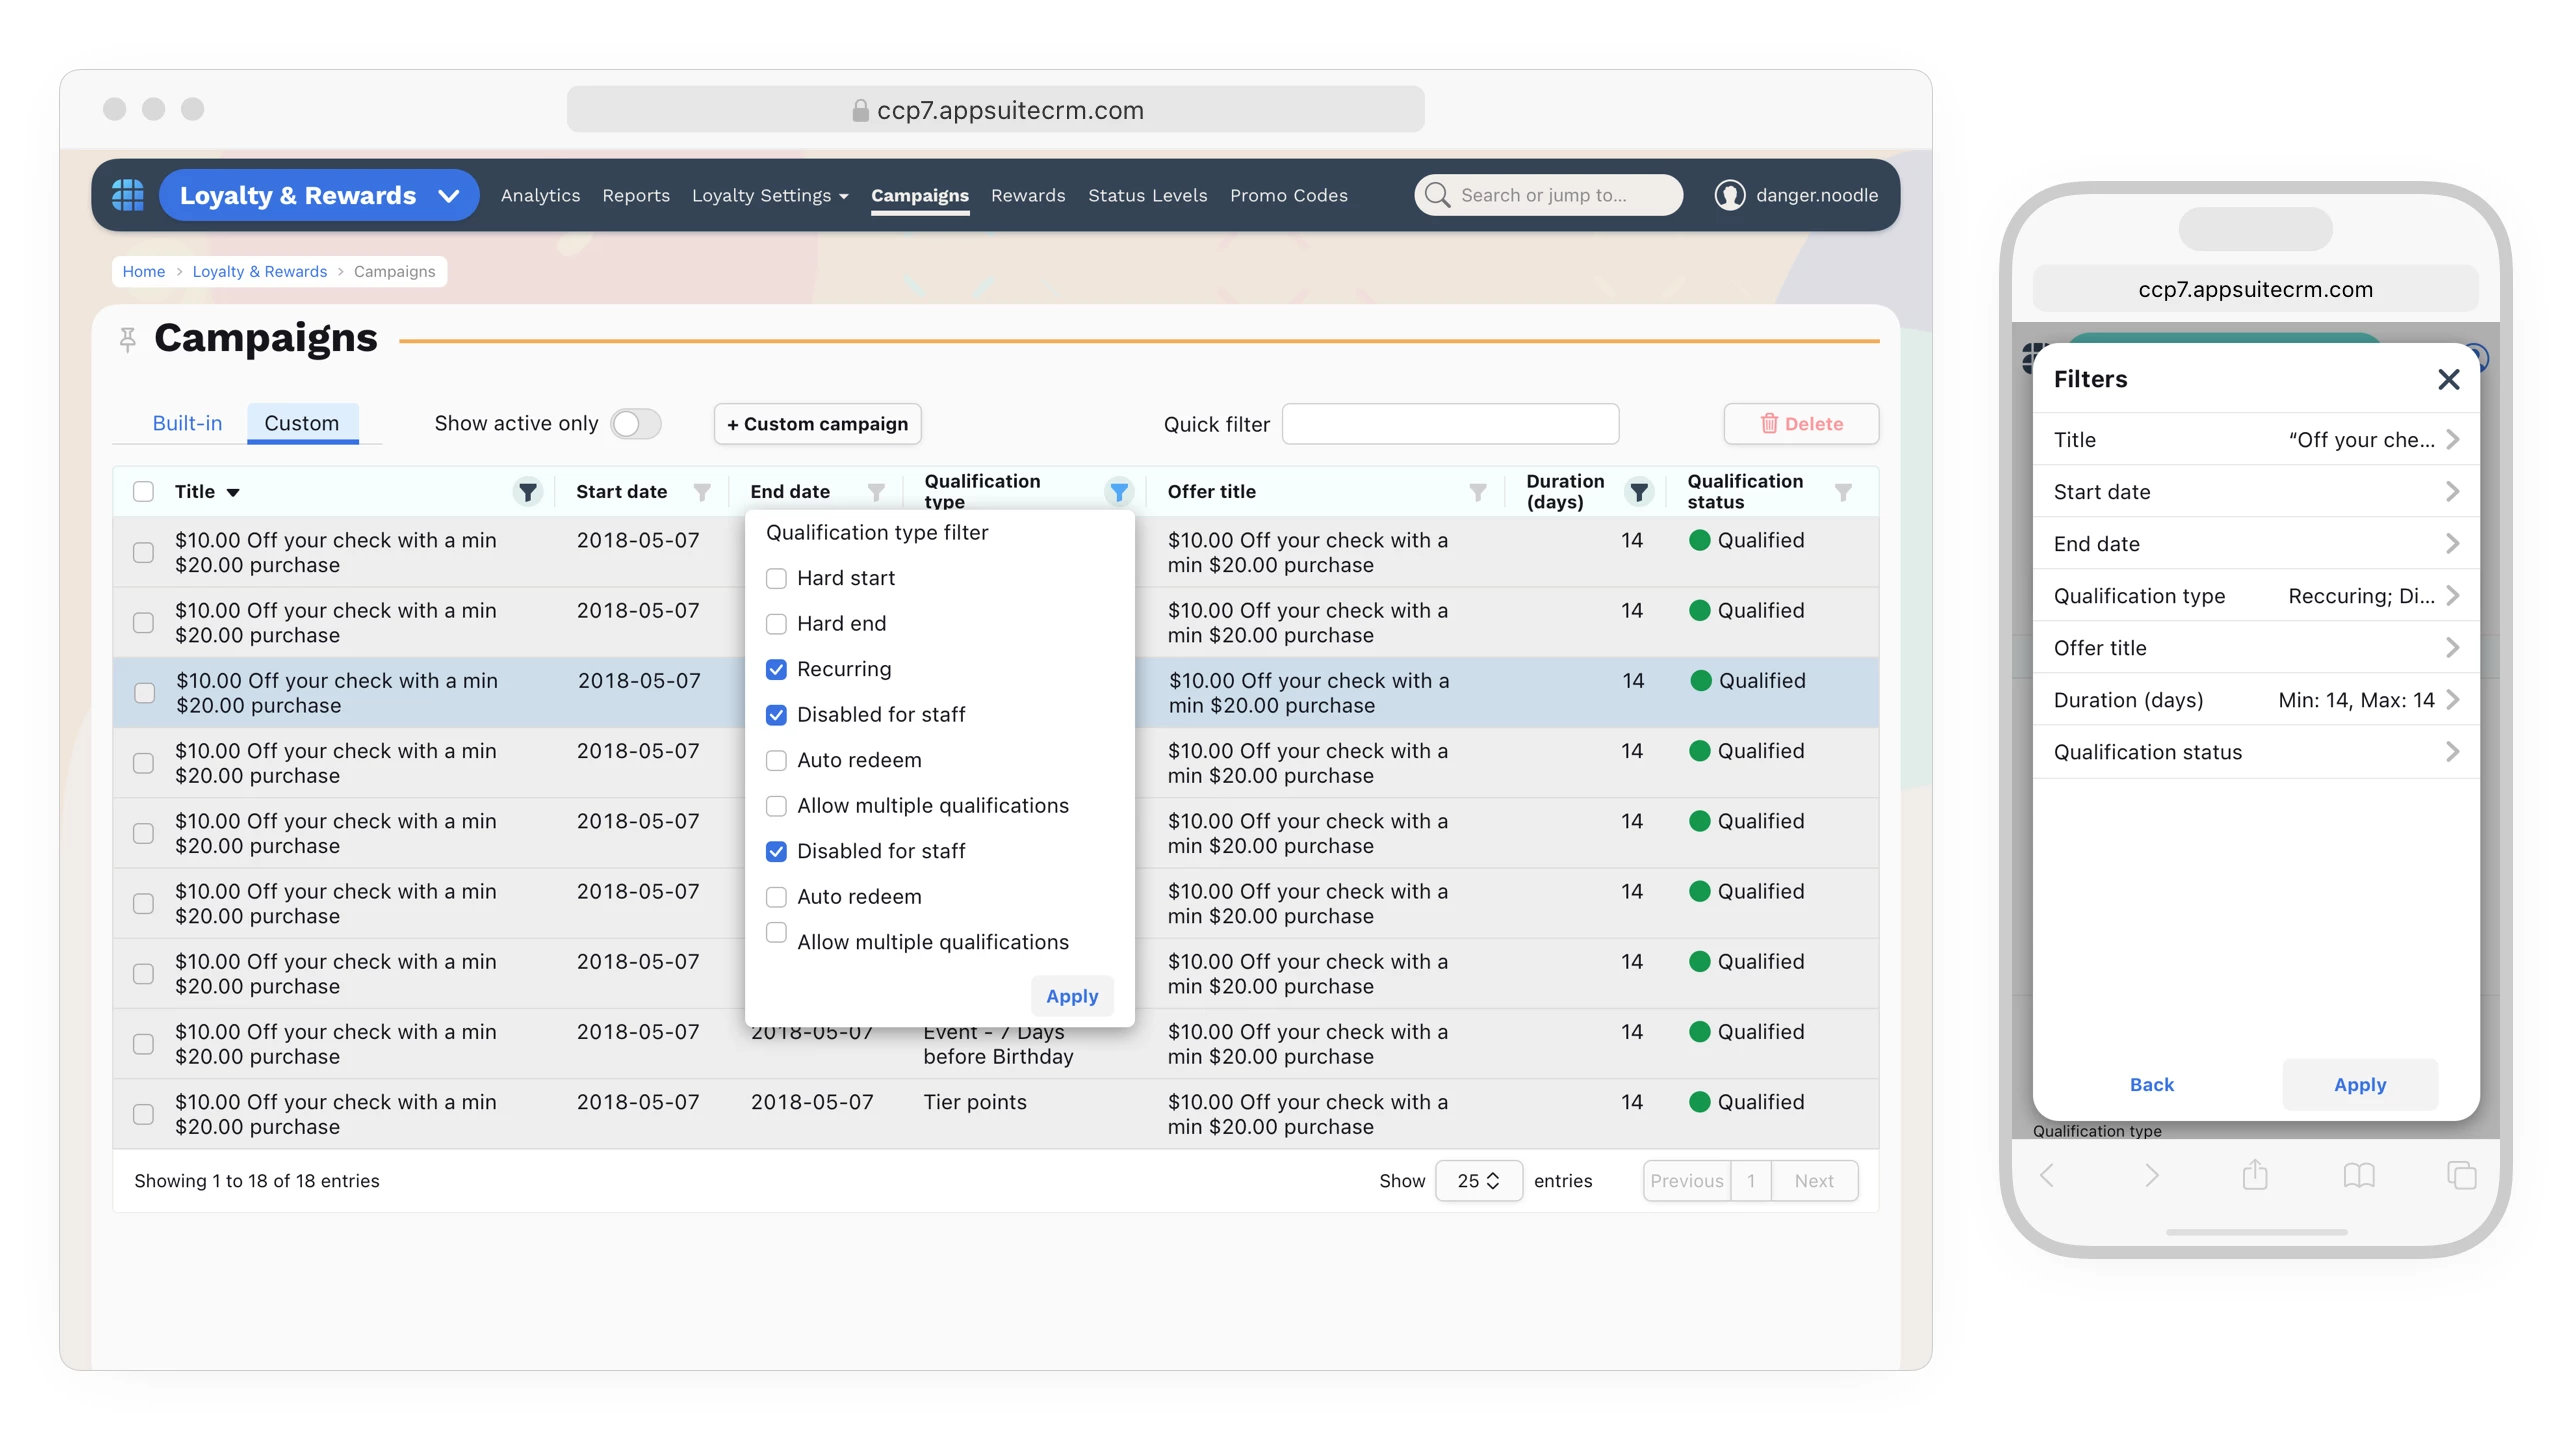 ccp7.appsuitecrm.com
Loyalty & Rewards
Analytics
Reports
Loyalty Settings
Campaigns
Rewards
Status Levels
Promo Codes
Search or jump to...
danger.noodle
Home > Loyalty & Rewards > Campaigns
Campaigns
Built-in
Custom
Show active only
+ Custom campaign
Quick filter
Delete
Title
Start date
End date
Qualification
type
Offer title
Duration
(days)
Qualification
status
$10.00 Off your check with a min
$20.00 purchase
2018-05-07
$10.00 Off your check with a
min $20.00 purchase
14
Qualified
$10.00 Off your check with a min
$20.00 purchase
2018-05-07
$10.00 Off your check with a
min $20.00 purchase
14
Qualified
$10.00 Off your check with a min
$20.00 purchase
2018-05-07
$10.00 Off your check with a
min $20.00 purchase
14
Qualified
$10.00 Off your check with a min
$20.00 purchase
2018-05-07
$10.00 Off your check with a
min $20.00 purchase
14
Qualified
$10.00 Off your check with a min
$20.00 purchase
2018-05-07
$10.00 Off your check with a
min $20.00 purchase
14
Qualified
$10.00 Off your check with a min
$20.00 purchase
2018-05-07
$10.00 Off your check with a
min $20.00 purchase
14
Qualified
$10.00 Off your check with a min
$20.00 purchase
2018-05-07
$10.00 Off your check with a
min $20.00 purchase
14
Qualified
$10.00 Off your check with a min
$20.00 purchase
2018-05-07
2018-05-07
Event - 7 Days
before Birthday
$10.00 Off your check with a
min $20.00 purchase
14
Qualified
$10.00 Off your check with a min
$20.00 purchase
2018-05-07
2018-05-07
Tier points
$10.00 Off your check with a
min $20.00 purchase
14
Qualified
Qualification type filter
Hard start
Hard end
Recurring
Disabled for staff
Auto redeem
Allow multiple qualifications
Disabled for staff
Auto redeem
Allow multiple qualifications
Apply
Showing 1 to 18 of 18 entries
Show 25 entries
Previous
1
Next
ccp7.appsuitecrm.com
Filters
Title “Off your che...
Start date
End date
Qualification type Reccuring; Di...
Offer title
Duration (days) Min: 14, Max: 14
Qualification status
Back
Apply
Qualification type